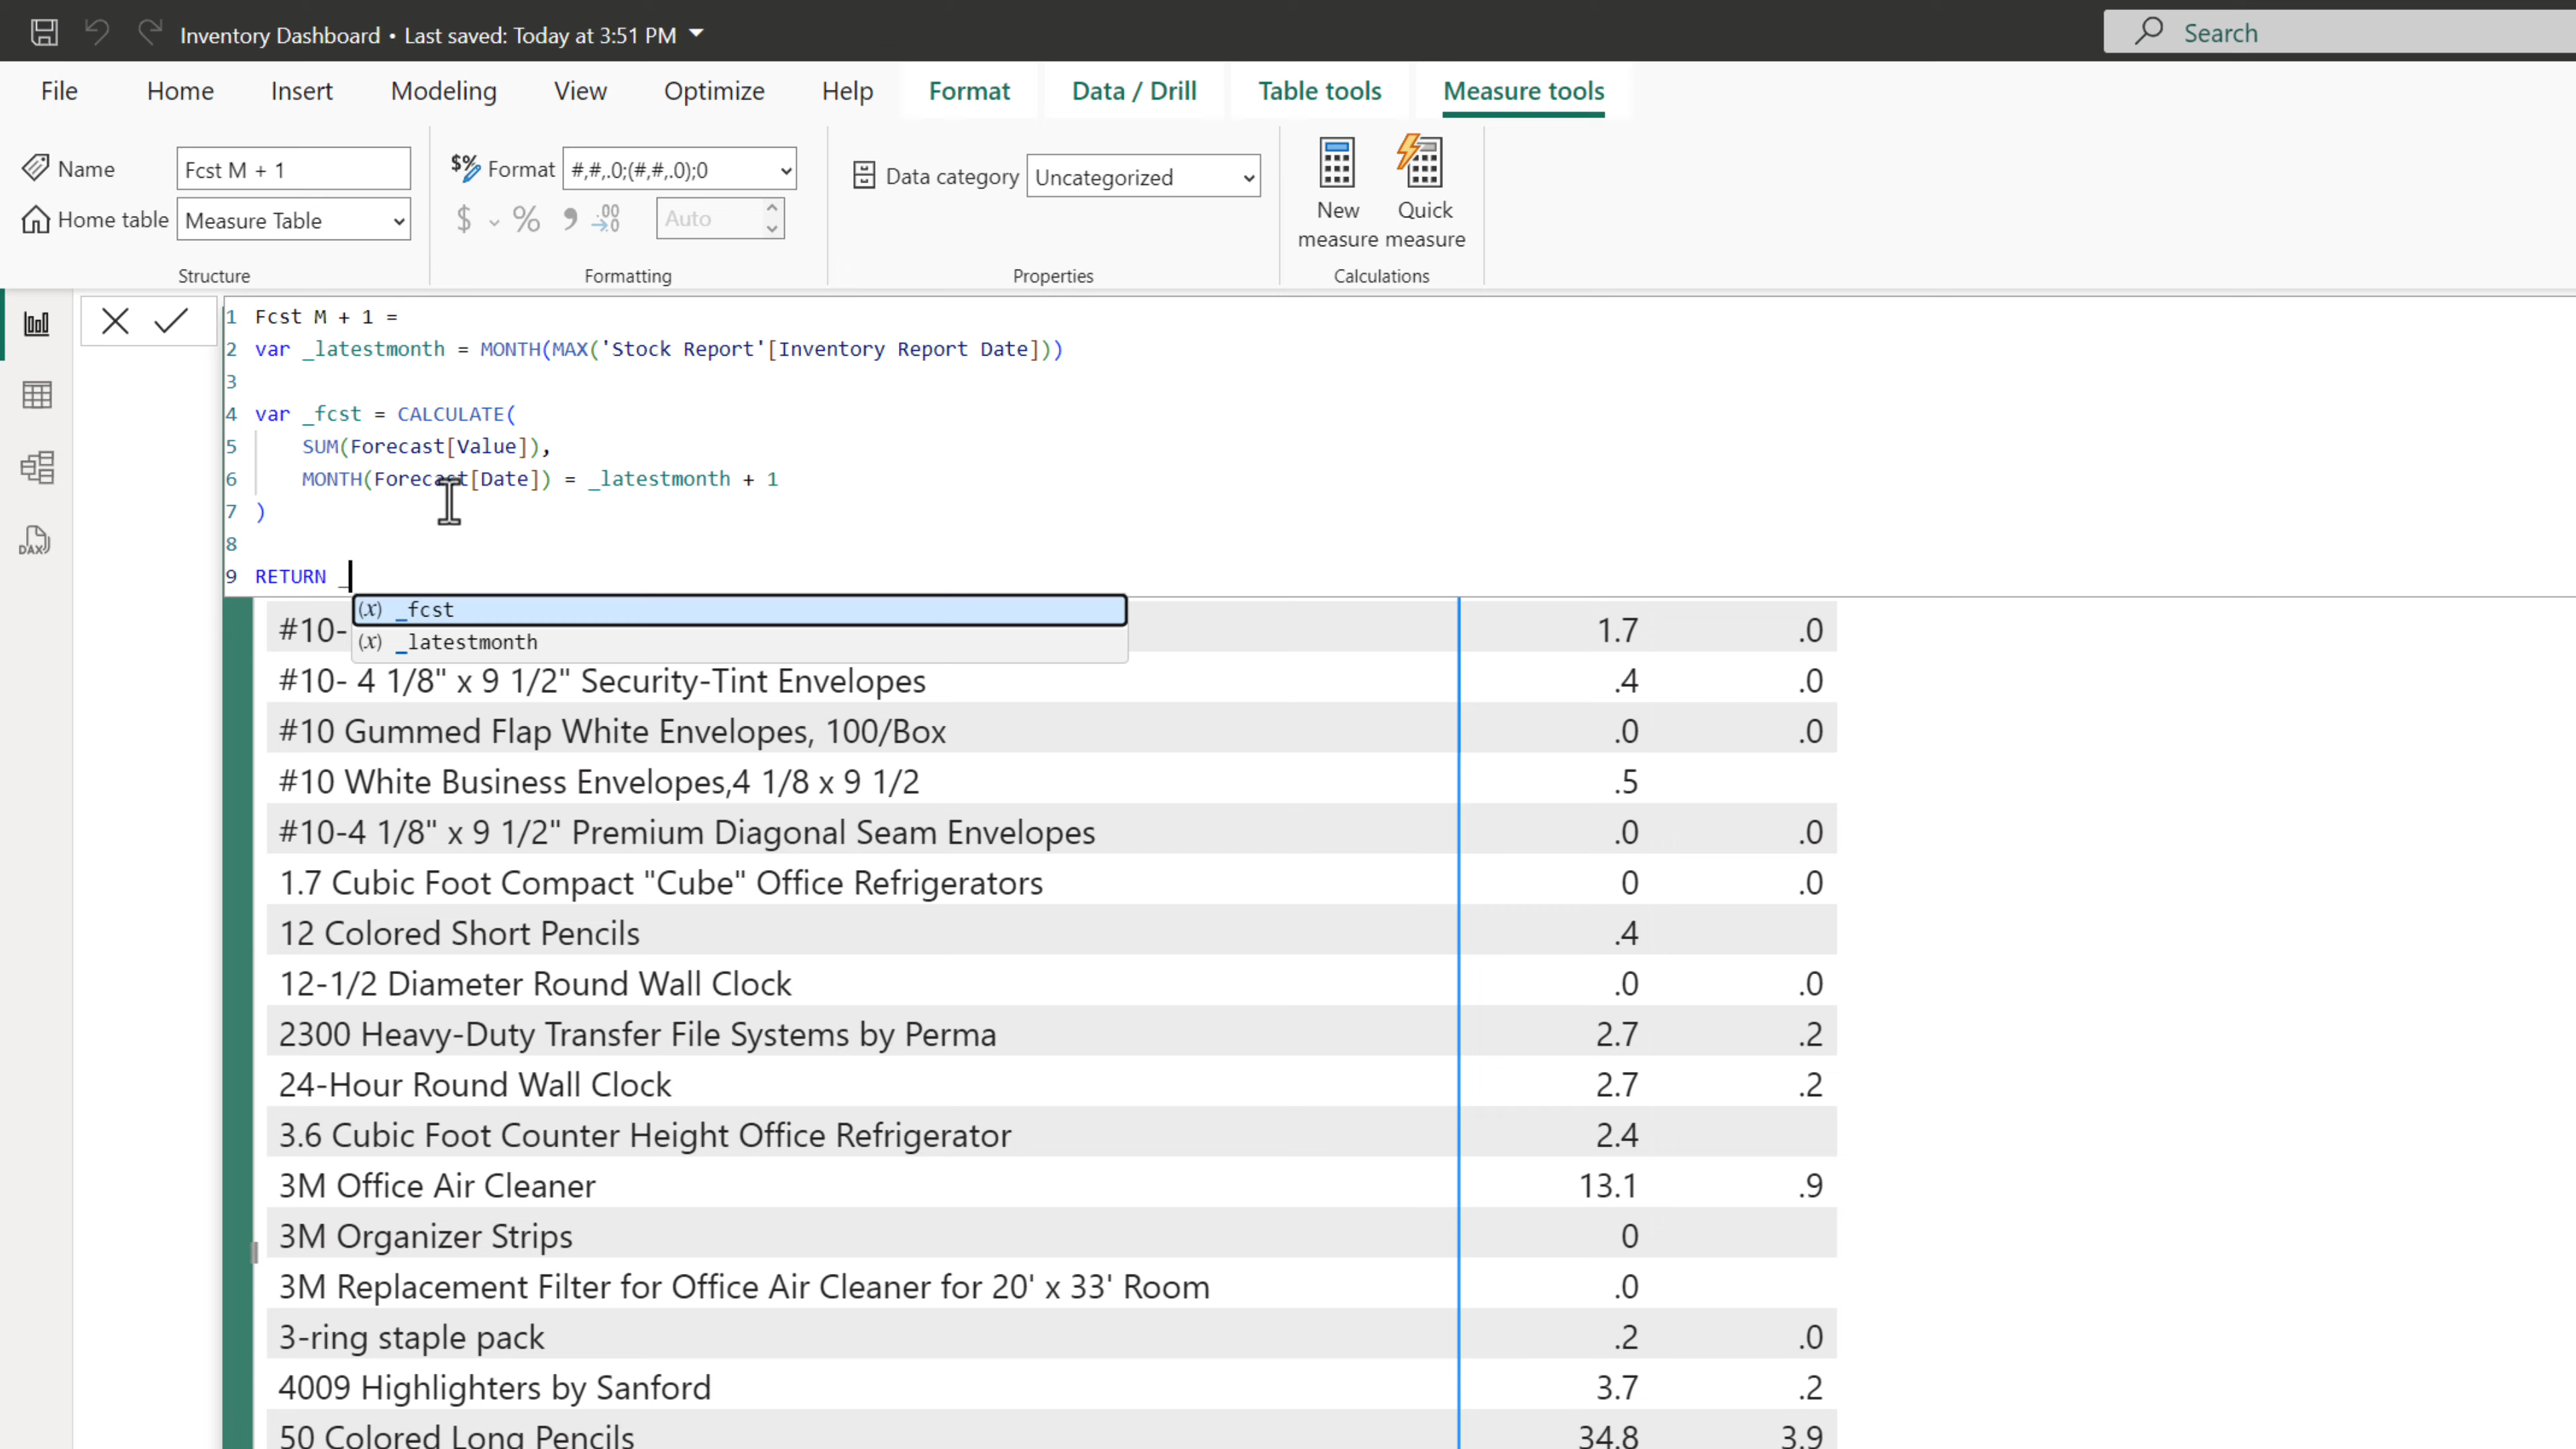 Inventory Dashboard • Last saved: Today at 3:51 PM
Search
File Home Insert Modeling View Optimize Help Format Data / Drill Table tools Measure tools
Name Fcst M + 1
Home table Measure Table
Structure
$% Format #,#,.0;(#,#,.0);0
$ % , .00 →.0 Auto
Formatting
Data category Uncategorized
Properties
New measure
Quick measure
Calculations
1 Fcst M + 1 =
2 var _latestmonth = MONTH(MAX('Stock Report'[Inventory Report Date]))
3
4 var _fcst = CALCULATE(
5 SUM(Forecast[Value]),
6 MONTH(Forecast[Date]) = _latestmonth + 1
7 )
8
9 RETURN _
(x) _fcst
(x) _latestmonth
DAX
#10- 1.7 .0
#10- 4 1/8" x 9 1/2" Security-Tint Envelopes .4 .0
#10 Gummed Flap White Envelopes, 100/Box .0 .0
#10 White Business Envelopes,4 1/8 x 9 1/2 .5
#10-4 1/8" x 9 1/2" Premium Diagonal Seam Envelopes .0 .0
1.7 Cubic Foot Compact "Cube" Office Refrigerators 0 .0
12 Colored Short Pencils .4
12-1/2 Diameter Round Wall Clock .0 .0
2300 Heavy-Duty Transfer File Systems by Perma 2.7 .2
24-Hour Round Wall Clock 2.7 .2
3.6 Cubic Foot Counter Height Office Refrigerator 2.4
3M Office Air Cleaner 13.1 .9
3M Organizer Strips 0
3M Replacement Filter for Office Air Cleaner for 20' x 33' Room .0
3-ring staple pack .2 .0
4009 Highlighters by Sanford 3.7 .2
50 Colored Long Pencils 34.8 3.9